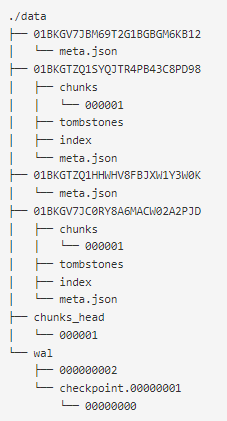 ./data
├── 01BKGV7JBM69T2G1BGBGM6KB12
│   └── meta.json
├── 01BKGTZQ1SYQJTR4PB43C8PD98
│   ├── chunks
│   │   └── 000001
│   ├── tombstones
│   ├── index
│   └── meta.json
├── 01BKGTZQ1HHWHV8FBJXW1Y3W0K
│   └── meta.json
├── 01BKGV7JC0RY8A6MACW02A2PJD
│   ├── chunks
│   │   └── 000001
│   ├── tombstones
│   ├── index
│   └── meta.json
├── chunks_head
│   └── 000001
└── wal
    ├── 000000002
    └── checkpoint.00000001
        └── 00000000